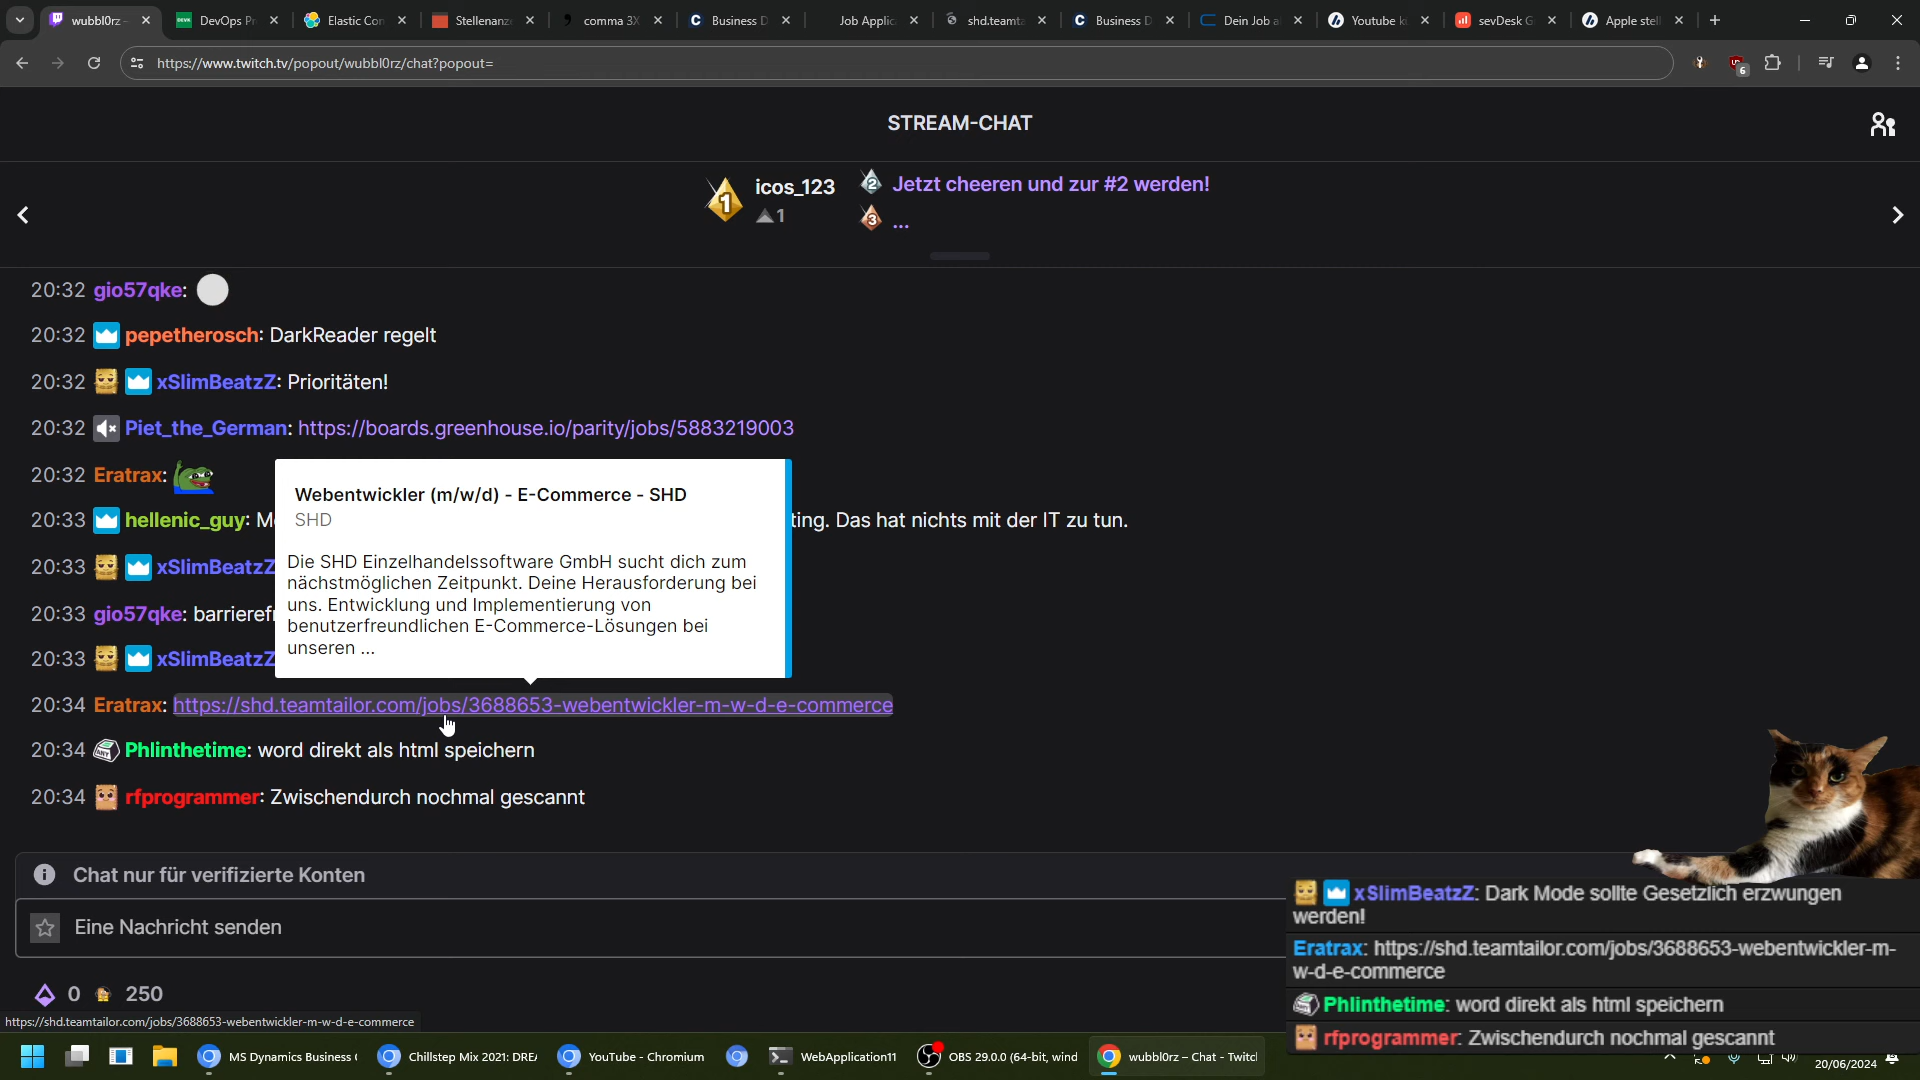 wubbl0rz -
DevOps Pr
Elastic Con
Stellenanz
comma 3X
Business D
Job Applic
shd.teamta
Business D
Dein Job a
Youtube k
sevDesk G
Apple stell
https://www.twitch.tv/popout/wubbl0rz/chat?popout=
6
STREAM-CHAT
1 icos_123
1
2 Jetzt cheeren und zur #2 werden!
3 ...
20:32 gio57qke:
20:32 pepetherosch: DarkReader regelt
20:32 xSlimBeatzZ: Prioritäten!
20:32 Piet_the_German: https://boards.greenhouse.io/parity/jobs/5883219003
20:32 Eratrax:
20:33 hellenic_guy: M ting. Das hat nichts mit der IT zu tun.
20:33 xSlimBeatzZ
20:33 gio57qke: barrierefr
20:33 xSlimBeatzZ
Webentwickler (m/w/d) - E-Commerce - SHD
SHD
Die SHD Einzelhandelssoftware GmbH sucht dich zum
nächstmöglichen Zeitpunkt. Deine Herausforderung bei
uns. Entwicklung und Implementierung von
benutzerfreundlichen E-Commerce-Lösungen bei
unseren ...
20:34 Eratrax: https://shd.teamtailor.com/jobs/3688653-webentwickler-m-w-d-e-commerce
20:34 Phlinthetime: word direkt als html speichern
20:34 rfprogrammer: Zwischendurch nochmal gescannt
Chat nur für verifizierte Konten
Eine Nachricht senden
0 250
https://shd.teamtailor.com/jobs/3688653-webentwickler-m-w-d-e-commerce
xSlimBeatzZ: Dark Mode sollte Gesetzlich erzwungen
werden!
Eratrax: https://shd.teamtailor.com/jobs/3688653-webentwickler-m-
w-d-e-commerce
Phlinthetime: word direkt als html speichern
rfprogrammer: Zwischendurch nochmal gescannt
MS Dynamics Business (
Chillstep Mix 2021: DRE
YouTube - Chromium
WebApplication11
OBS 29.0.0 (64-bit, wind
wubbl0rz – Chat - Twitc
20/06/2024